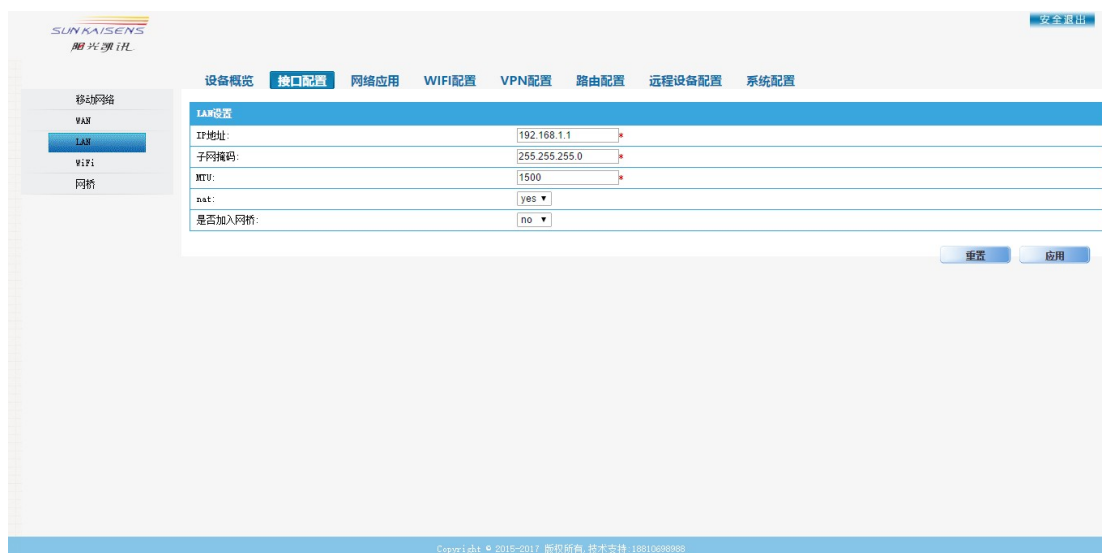 安全退出
SUNKAISENS
阳光凯讯
设备概览 接口配置 网络应用 WIFI配置 VPN配置 路由配置 远程设备配置 系统配置
移动网络
WAN
LAN
WiFi
网桥
LAN设置
IP地址: 192.168.1.1 *
子网掩码: 255.255.255.0 *
MTU: 1500 *
nat: yes
是否加入网桥: no
重置 应用
Copyright © 2015-2017 版权所有,技术支持 18810698988